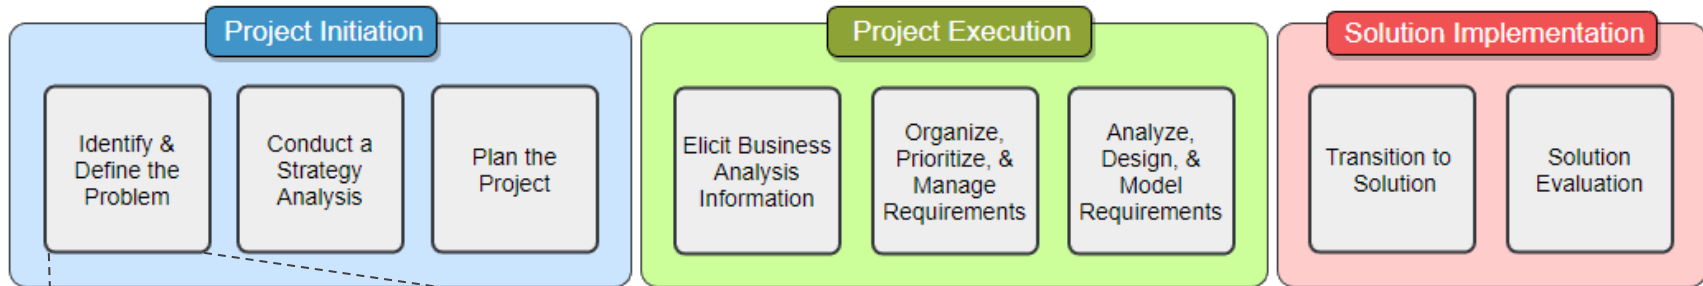 Project Initiation
Identify &
Define the
Problem
Conduct a
Strategy
Analysis
Plan the
Project
Project Execution
Elicit Business
Analysis
Information
Organize,
Prioritize, &
Manage
Requirements
Analyze,
Design, &
Model
Requirements
Solution Implementation
Transition to
Solution
Solution
Evaluation